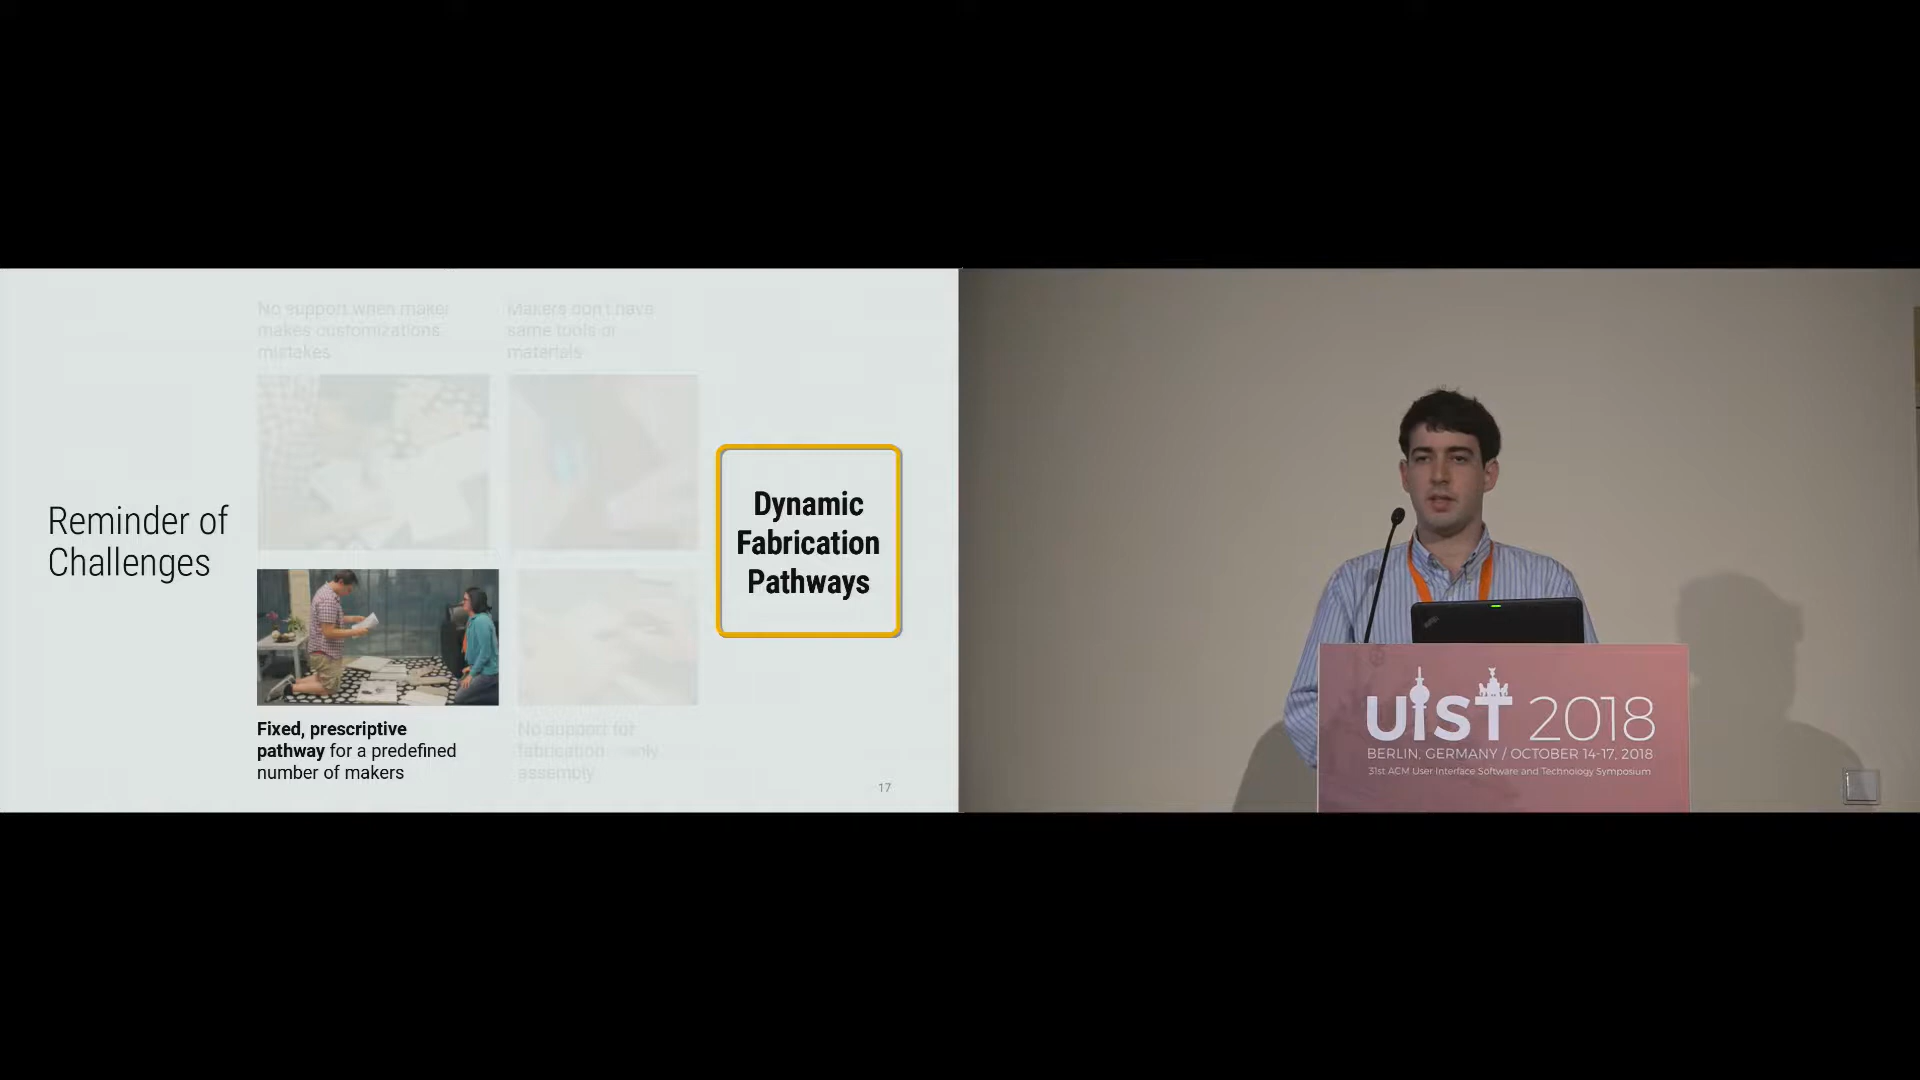 No support when maker
makes customizations
mistakes
Makers don't have
same tools or
materials
Reminder of
Challenges
Dynamic
Fabrication
Pathways
Fixed, prescriptive
pathway for a predefined
number of makers
No support for
fabrication only
assembly
17
UIST 2018
BERLIN, GERMANY / OCTOBER 14-17, 2018
31st ACM User Interface Software and Technology Symposium